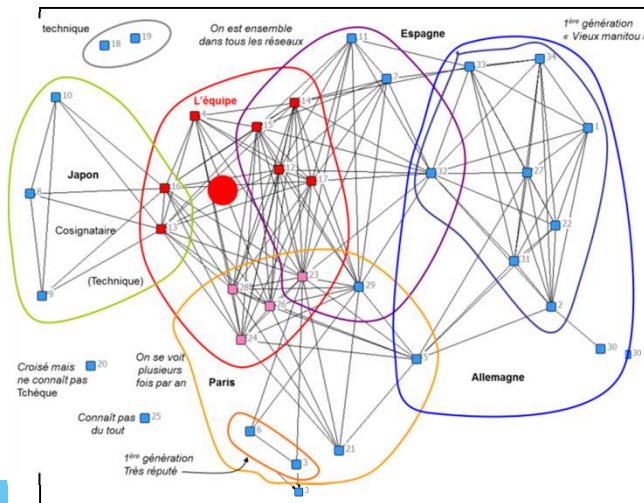 technique
18
19
On est ensemble
dans tous les réseaux
Espagne
1ère génération
« Vieux manitou
11
33
34
7
10
L'équipe
4
14
15
1
Japon
12
17
32
27
16
8
Cosignataire
13
22
31
(Technique)
23
28
29
26
2
9
24
30
30
Croisé mais
ne connaît pas
Tchèque
20
On se voit
plusieurs
fois par an
Paris
5
Allemagne
Connaît pas
du tout
25
6
21
1ère génération
Très réputé
3
3